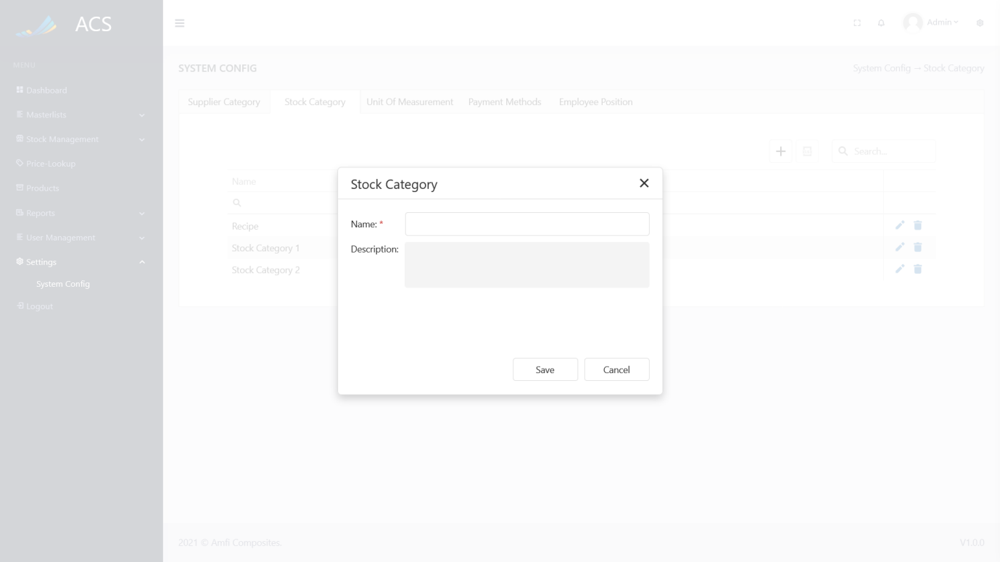 ACS
Admin
MENU
SYSTEM CONFIG
System Config → Stock Category
Dashboard
Supplier Category
Stock Category
Unit Of Measurement
Payment Methods
Employee Position
Masterlists
Stock Management
Search...
Price-Lookup
Name
Stock Category
Products
Reports
Name: *
Recipe
User Management
Stock Category 1
Description:
Settings
Stock Category 2
System Config
Logout
Save
Cancel
2021 © Amfi Composites.
V1.0.0